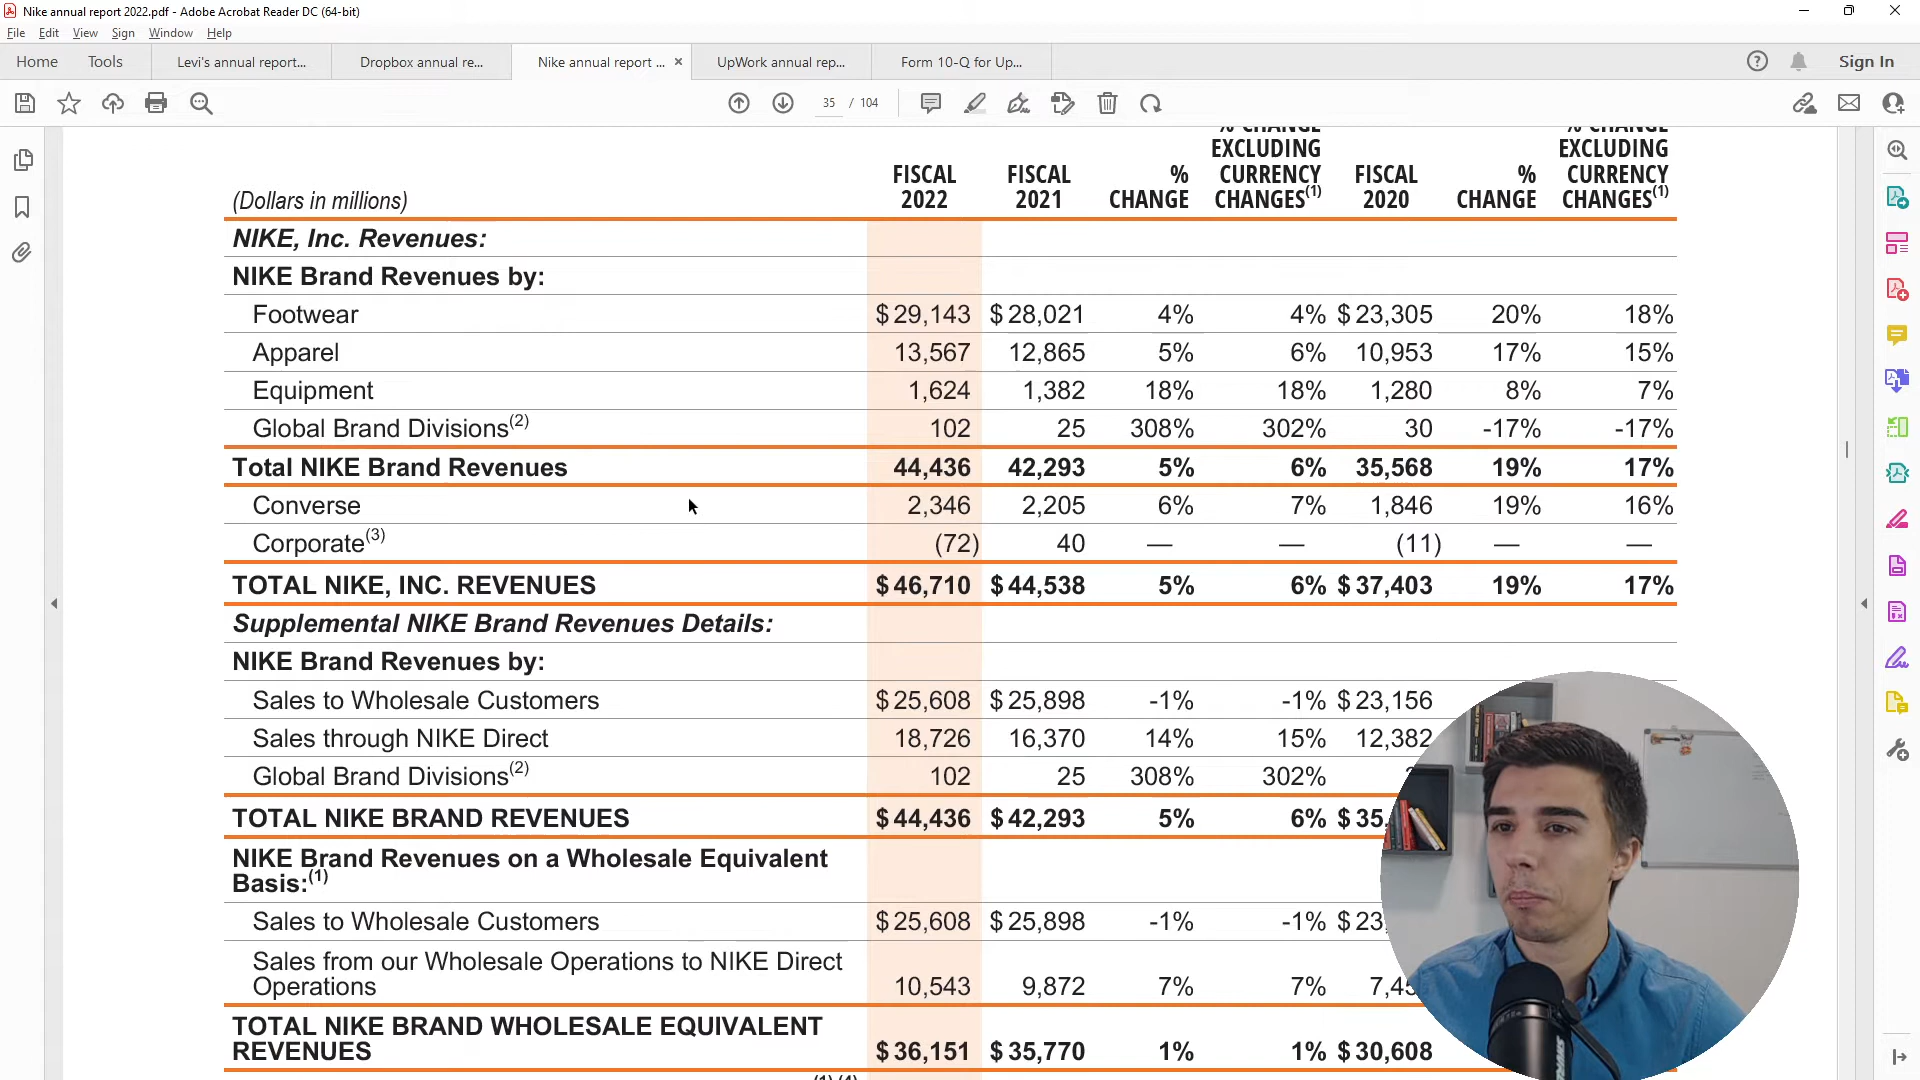 Nike annual report 2022.pdf - Adobe Acrobat Reader DC (64-bit)
File Edit View Sign Window Help
Home Tools Levi's annual report... Dropbox annual re... Nike annual report ... × UpWork annual rep... Form 10-Q for Up... Sign In
35 / 104
% CHANGE % CHANGE
EXCLUDING EXCLUDING
FISCAL FISCAL % CURRENCY FISCAL % CURRENCY
(Dollars in millions) 2022 2021 CHANGE CHANGES(1) 2020 CHANGE CHANGES(1)
NIKE, Inc. Revenues:
NIKE Brand Revenues by:
Footwear $ 29,143 $ 28,021 4% 4% $ 23,305 20% 18%
Apparel 13,567 12,865 5% 6% 10,953 17% 15%
Equipment 1,624 1,382 18% 18% 1,280 8% 7%
Global Brand Divisions(2) 102 25 308% 302% 30 -17% -17%
Total NIKE Brand Revenues 44,436 42,293 5% 6% 35,568 19% 17%
Converse 2,346 2,205 6% 7% 1,846 19% 16%
Corporate(3) (72) 40 — — (11) — —
TOTAL NIKE, INC. REVENUES $ 46,710 $ 44,538 5% 6% $ 37,403 19% 17%
Supplemental NIKE Brand Revenues Details:
NIKE Brand Revenues by:
Sales to Wholesale Customers $ 25,608 $ 25,898 -1% -1% $ 23,156
Sales through NIKE Direct 18,726 16,370 14% 15% 12,382
Global Brand Divisions(2) 102 25 308% 302%
TOTAL NIKE BRAND REVENUES $ 44,436 $ 42,293 5% 6% $ 35,
NIKE Brand Revenues on a Wholesale Equivalent
Basis:(1)
Sales to Wholesale Customers $ 25,608 $ 25,898 -1% -1% $ 23,
Sales from our Wholesale Operations to NIKE Direct
Operations 10,543 9,872 7% 7% 7,45
TOTAL NIKE BRAND WHOLESALE EQUIVALENT
REVENUES $ 36,151 $ 35,770 1% 1% $ 30,608